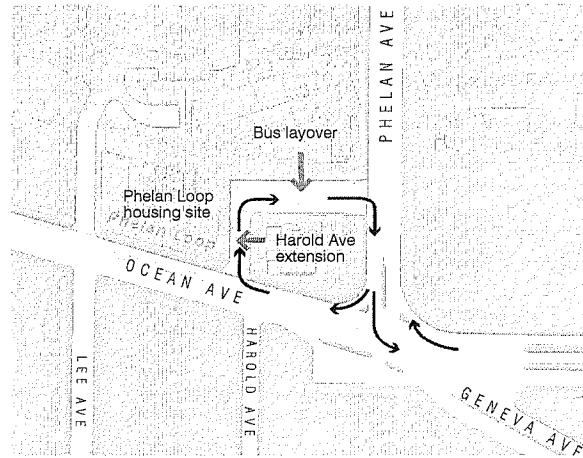 PHELAN AVE
Bus layover
Phelan Loop
housing site
Phelan Loop
Harold Ave
extension
OCEAN AVE
HAROLD AVE
LEE AVE
GENEVA AVE